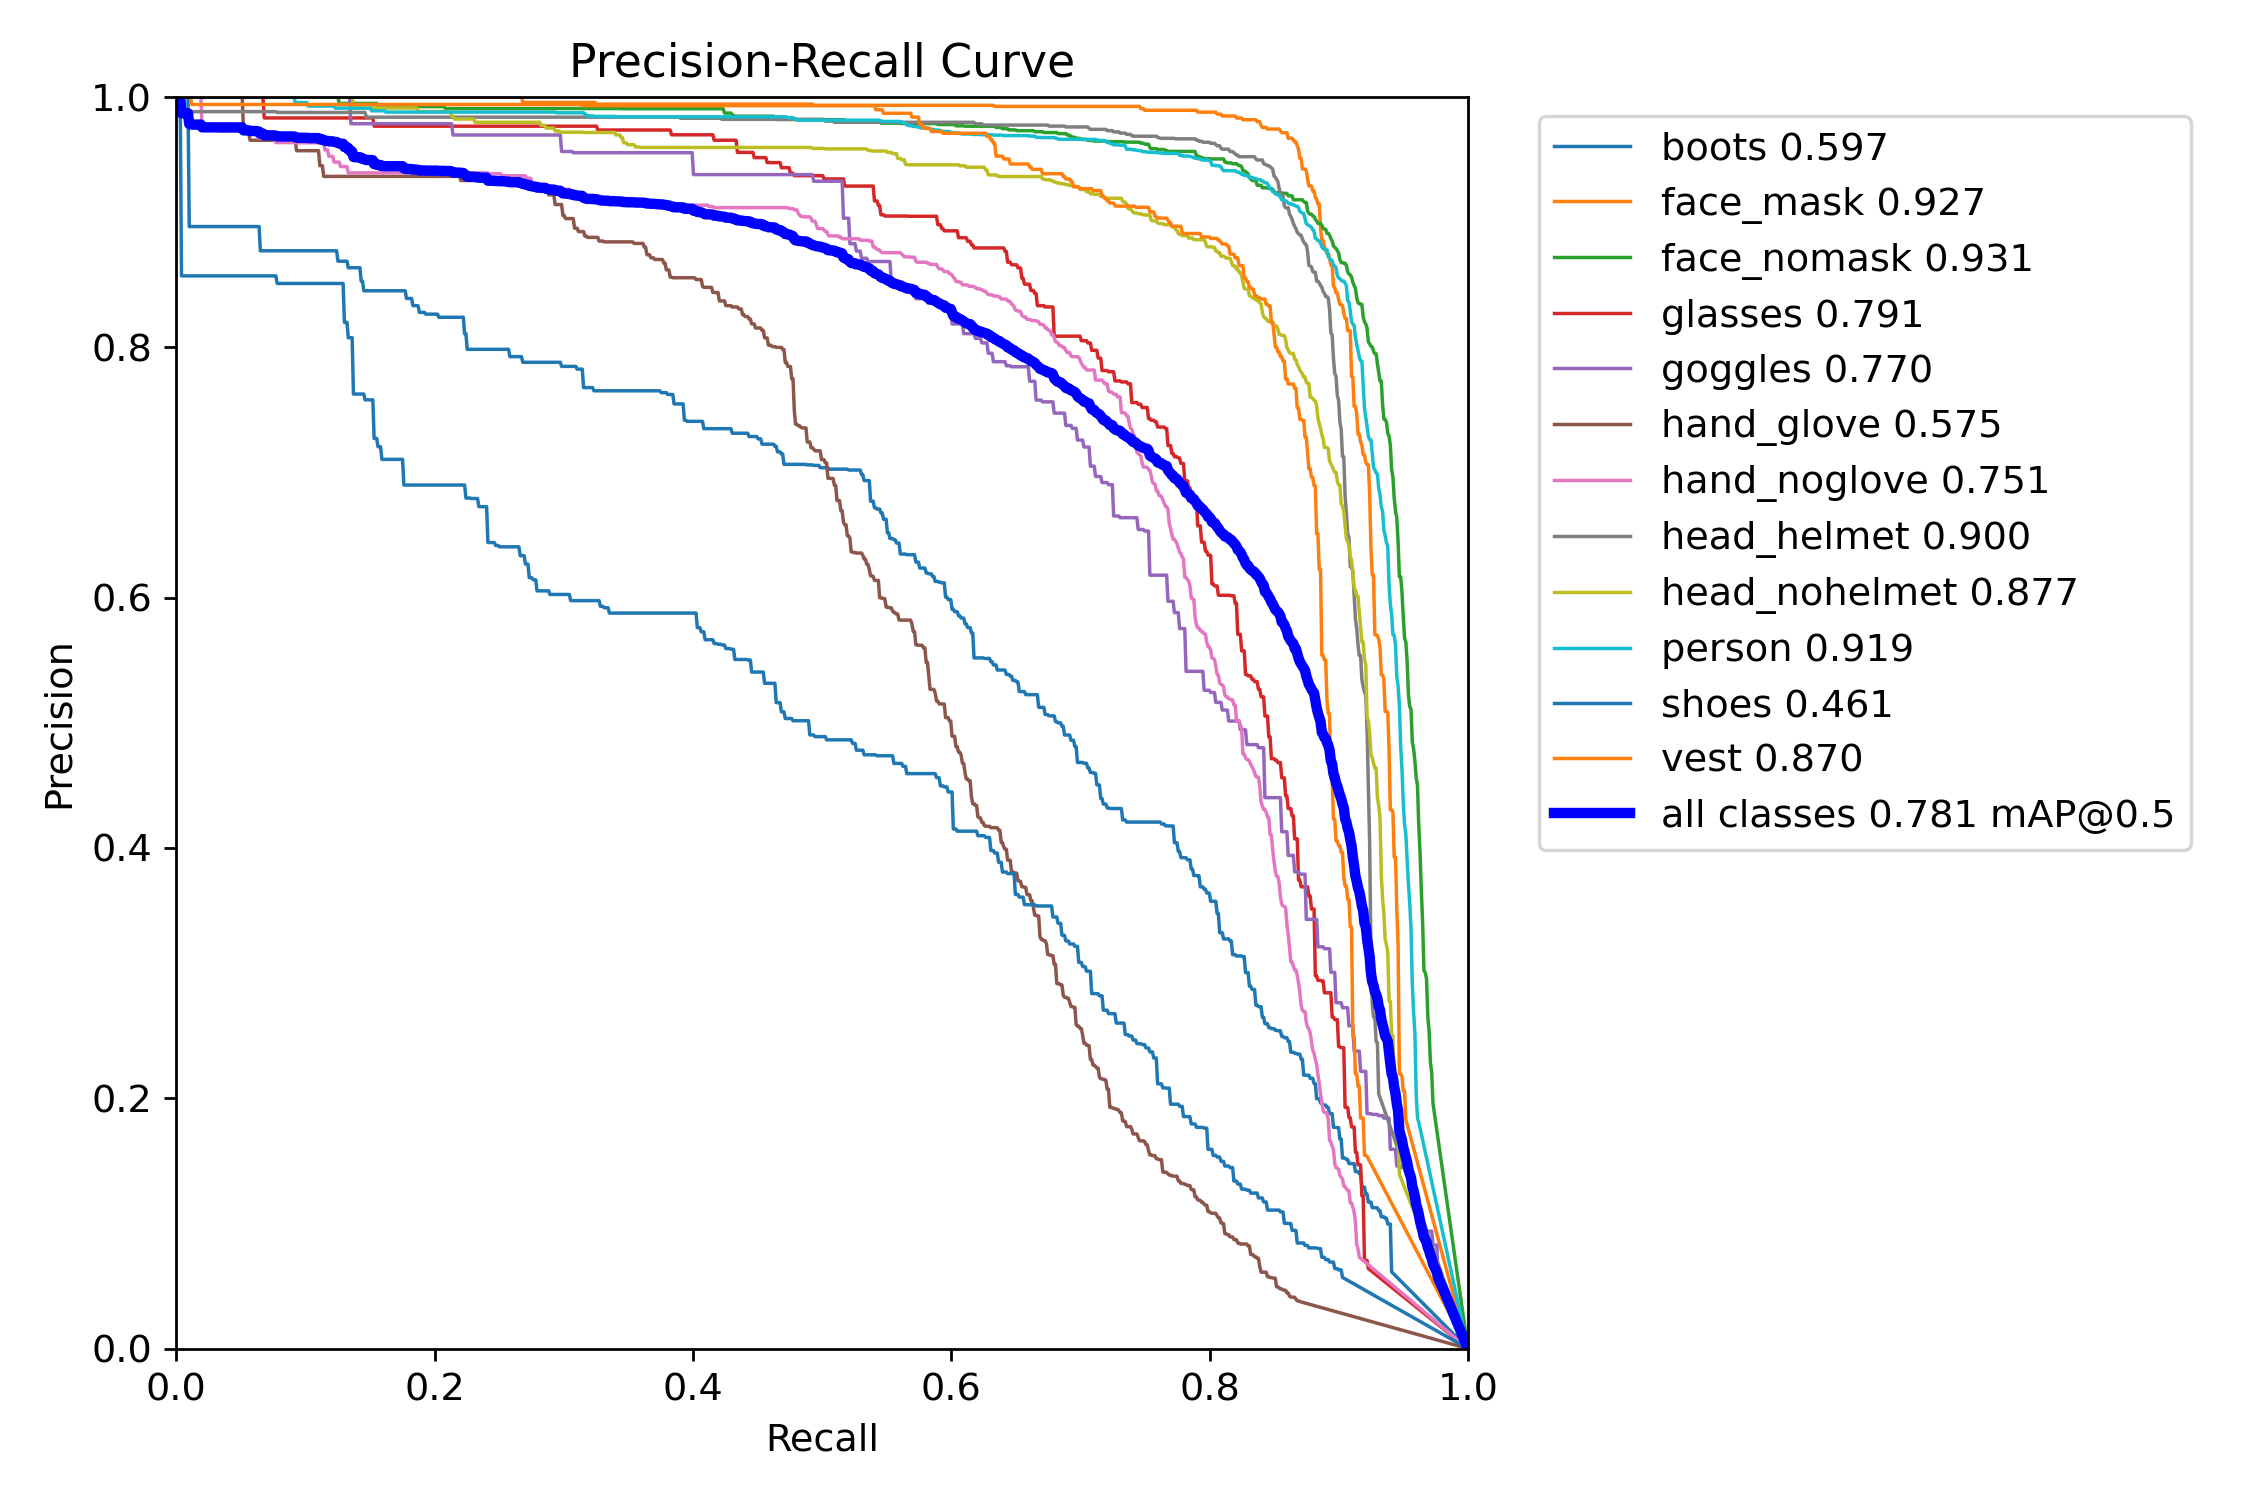 Precision-Recall Curve
1.0
0.8
0.6
0.4
0.2
0.0
Precision
0.0 0.2 0.4 0.6 0.8 1.0
Recall
boots 0.597
face_mask 0.927
face_nomask 0.931
glasses 0.791
goggles 0.770
hand_glove 0.575
hand_noglove 0.751
head_helmet 0.900
head_nohelmet 0.877
person 0.919
shoes 0.461
vest 0.870
all classes 0.781 mAP@0.5